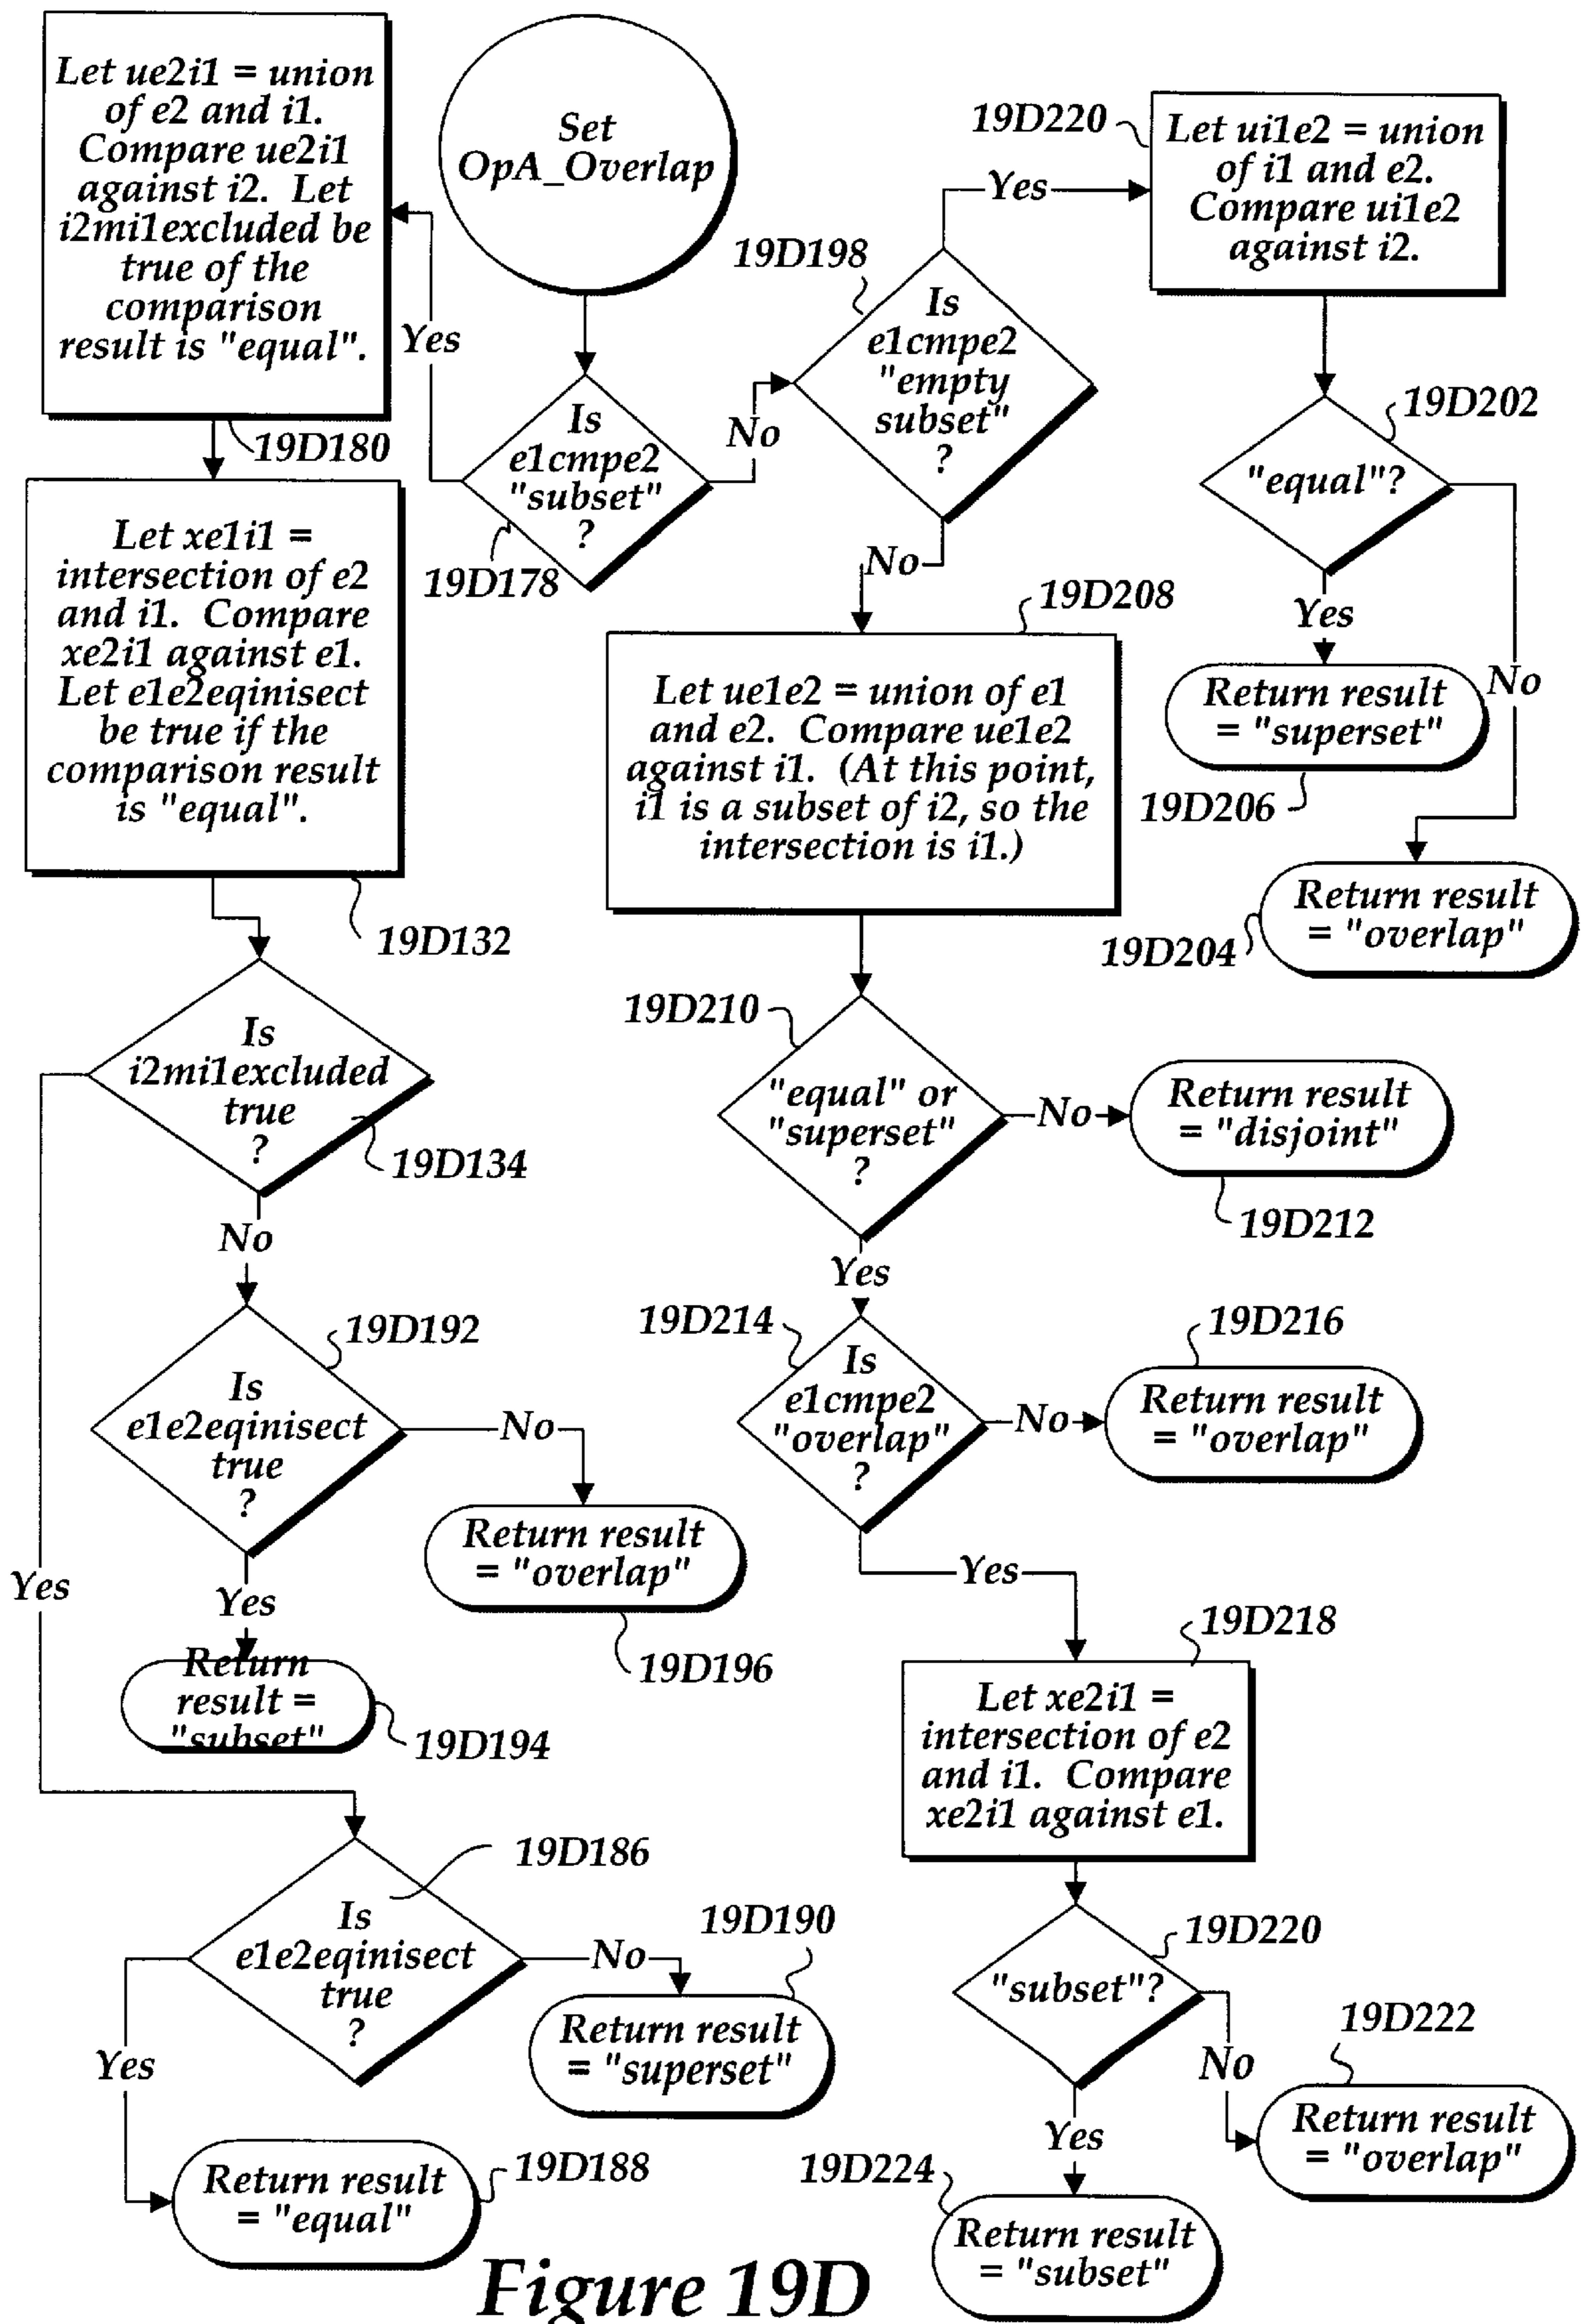 Let ue2i1 = union
of e2 and i1.
Compare ue2i1
against i2. Let
i2mi1excluded be
true of the
comparison
result is "equal".
19D180
Set
OpA_Overlap
Is
e1cmpe2
"subset"
?
19D178
Yes
No
19D198
Is
e1cmpe2
"empty
subset"
?
Yes
No
19D220
Let ui1e2 = union
of i1 and e2.
Compare ui1e2
against i2.
19D202
"equal"?
Yes
No
Return result
= "superset"
19D206
Return result
= "overlap"
19D204
Let xe1i1 =
intersection of e2
and i1. Compare
xe2i1 against e1.
Let e1e2eqinisect
be true if the
comparison result
is "equal".
19D132
Is
i2mi1excluded
true
?
19D134
No
Yes
19D192
Is
e1e2eqinisect
true
?
No
Yes
Return result
= "overlap"
19D196
Return
result =
"subset"
19D194
19D186
Is
e1e2eqinisect
true
?
No
Yes
19D190
Return result
= "superset"
Return result
= "equal"
19D188
19D208
Let ue1e2 = union of e1
and e2. Compare ue1e2
against i1. (At this point,
i1 is a subset of i2, so the
intersection is i1.)
19D210
"equal" or
"superset"
?
No
Return result
= "disjoint"
19D212
Yes
19D214
Is
e1cmpe2
"overlap"
?
No
19D216
Return result
= "overlap"
Yes
19D218
Let xe2i1 =
intersection of e2
and i1. Compare
xe2i1 against e1.
19D220
"subset"?
No
19D222
Return result
= "overlap"
Yes
19D224
Return result
= "subset"
Figure 19D